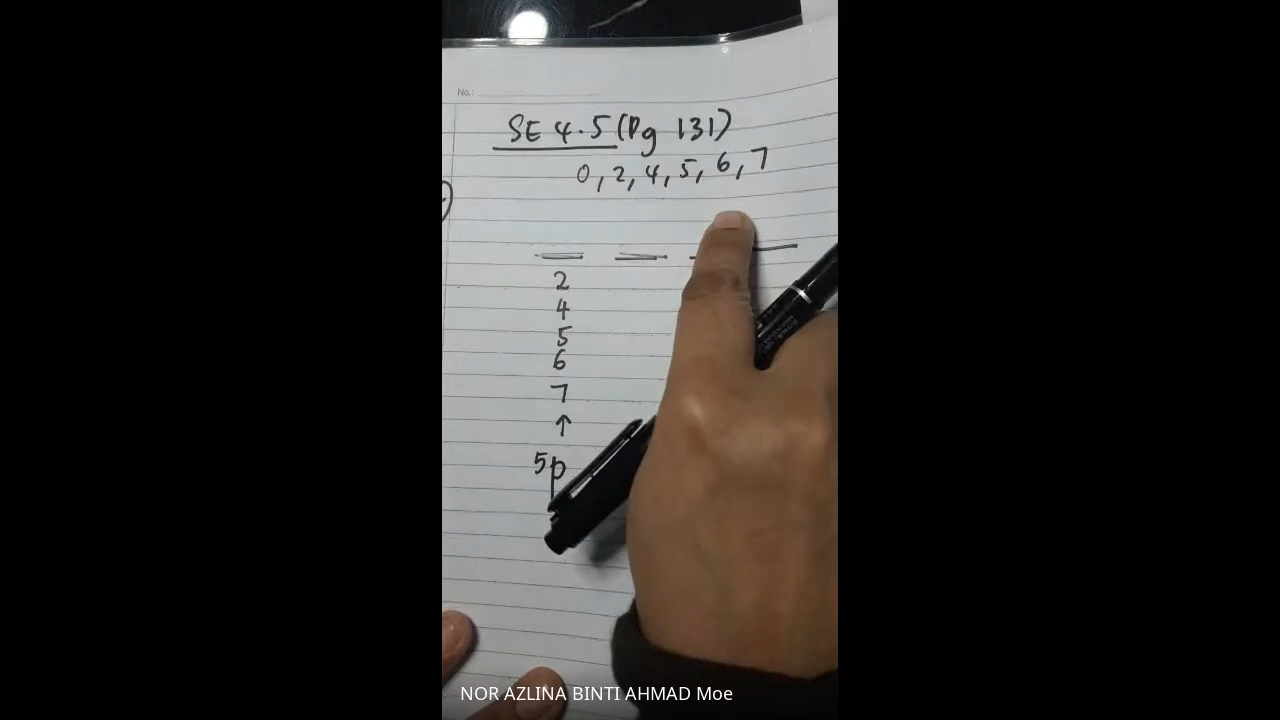 No.:
SE 4.5 (Pg 131)
0, 2, 4, 5, 6, 7
2
4
5
6
7
↑
5p
NOR AZLINA BINTI AHMAD Moe